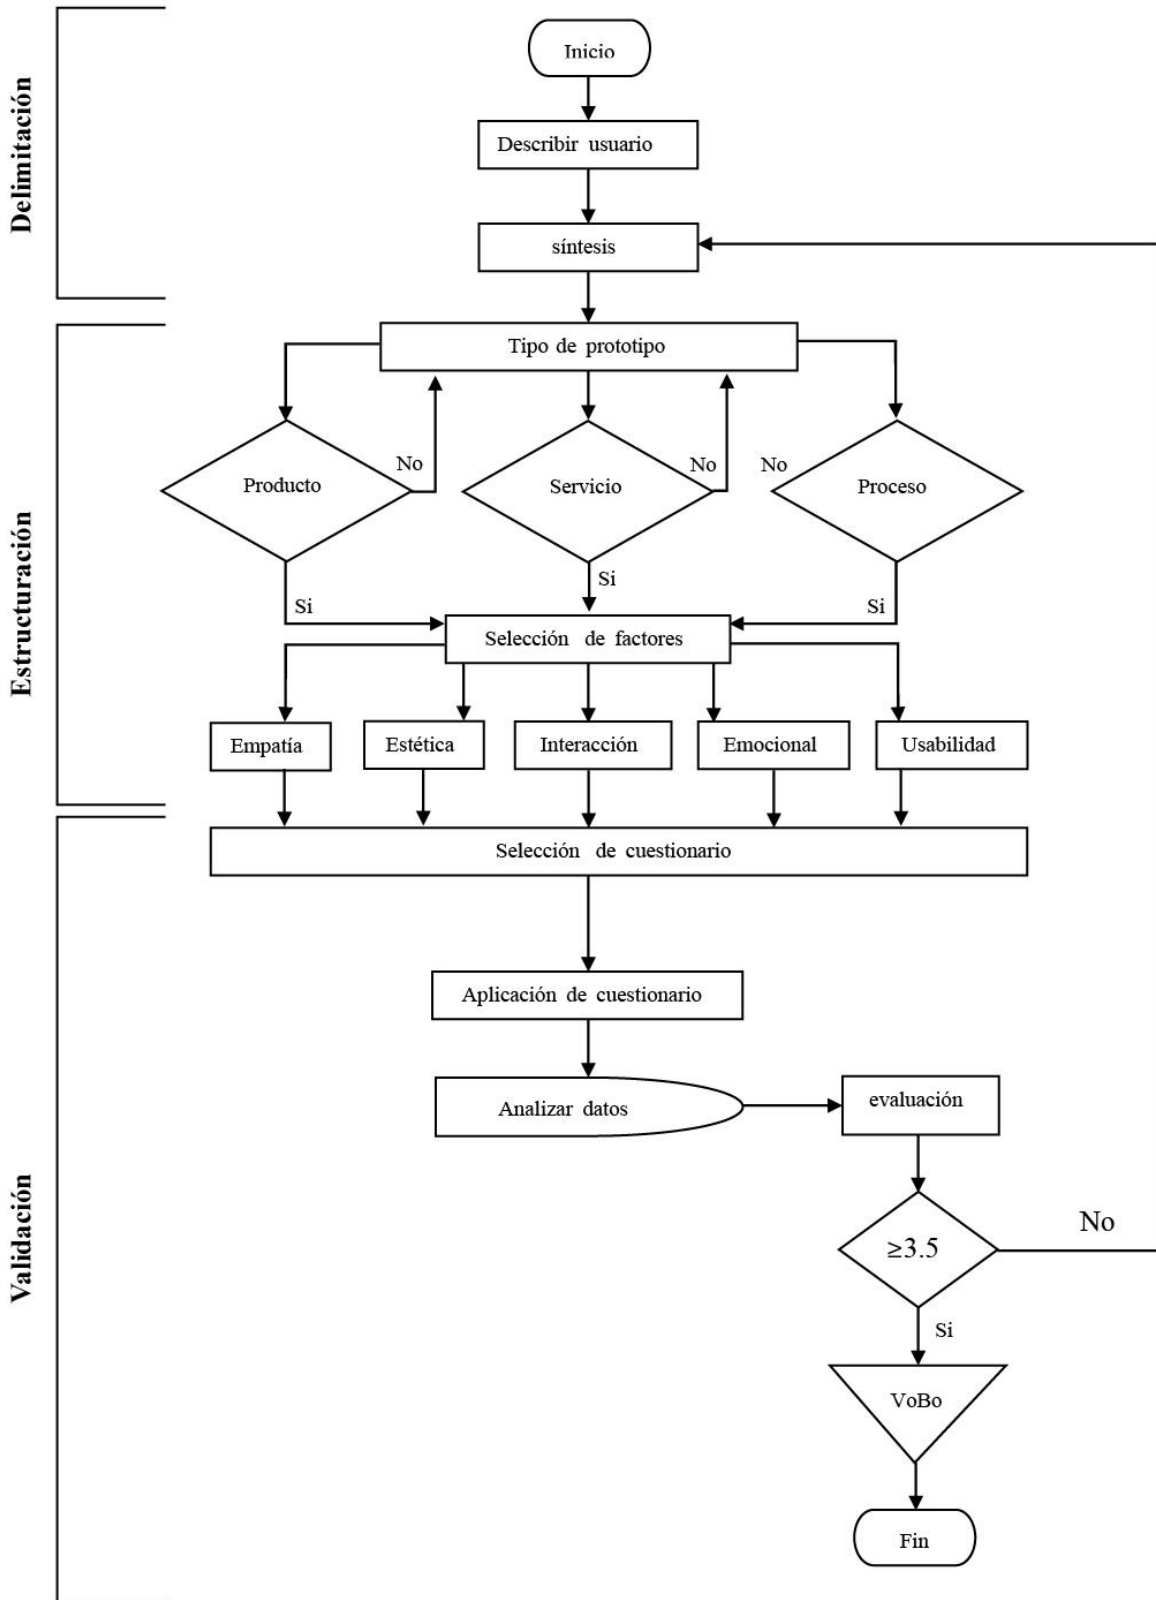 Delimitación
Inicio
Describir usuario
síntesis
Estructuración
Tipo de prototipo
Producto
No
Servicio
No
No
Proceso
Si
Si
Si
Selección de factores
Empatía
Estética
Interacción
Emocional
Usabilidad
Validación
Selección de cuestionario
Aplicación de cuestionario
Analizar datos
evaluación
≥3.5
No
Si
VoBo
Fin